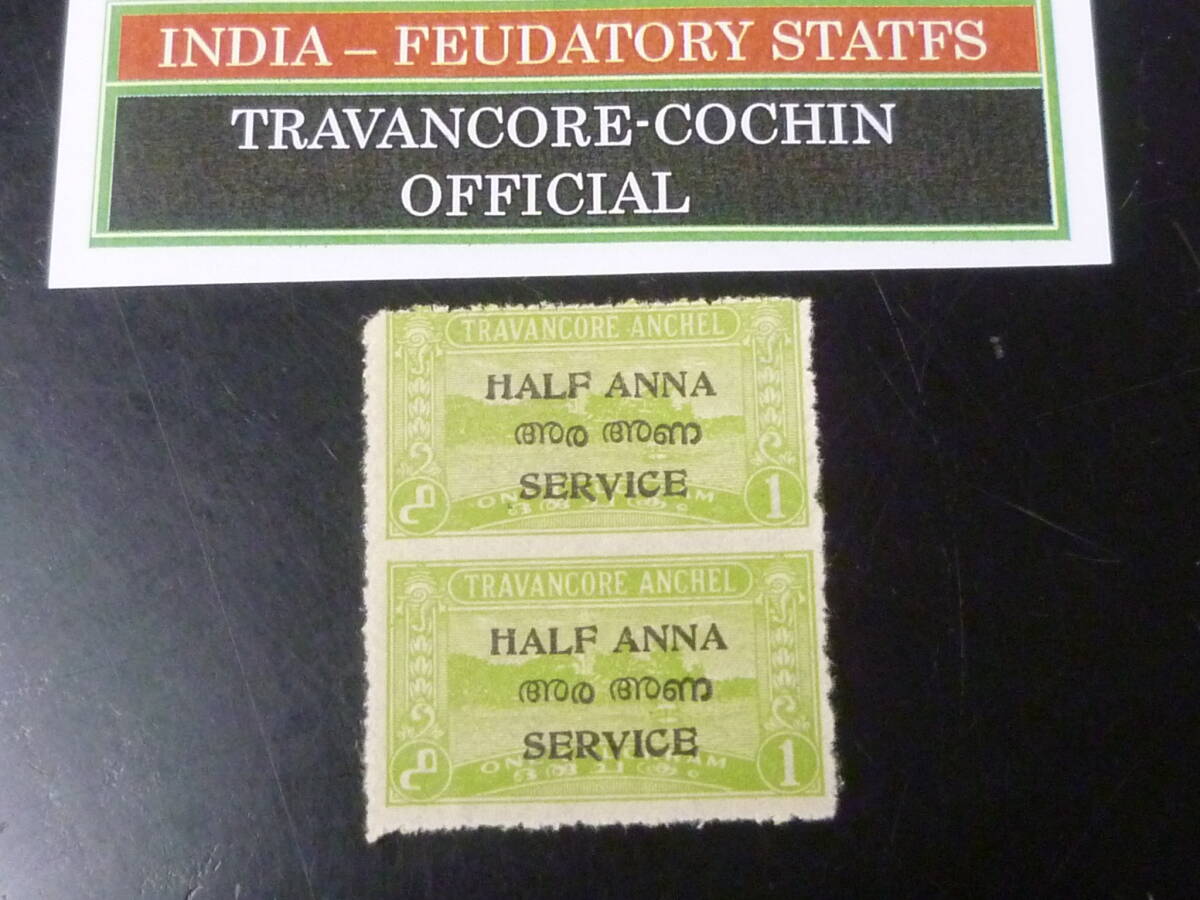 INDIA – FEUDATORY STATFS
TRAVANCORE-COCHIN
OFFICIAL
TRAVANCORE ANCHEL
HALF ANNA
അര അണ
SERVICE
1
TRAVANCORE ANCHEL
HALF ANNA
അര അണ
SERVICE
1